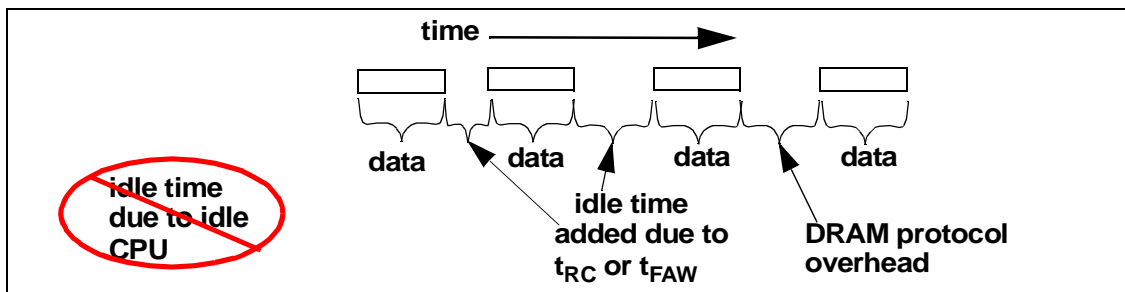 time
data
data
data
data
idle time
due to idle
CPU
idle time
added due to
tRC or tFAW
DRAM protocol
overhead